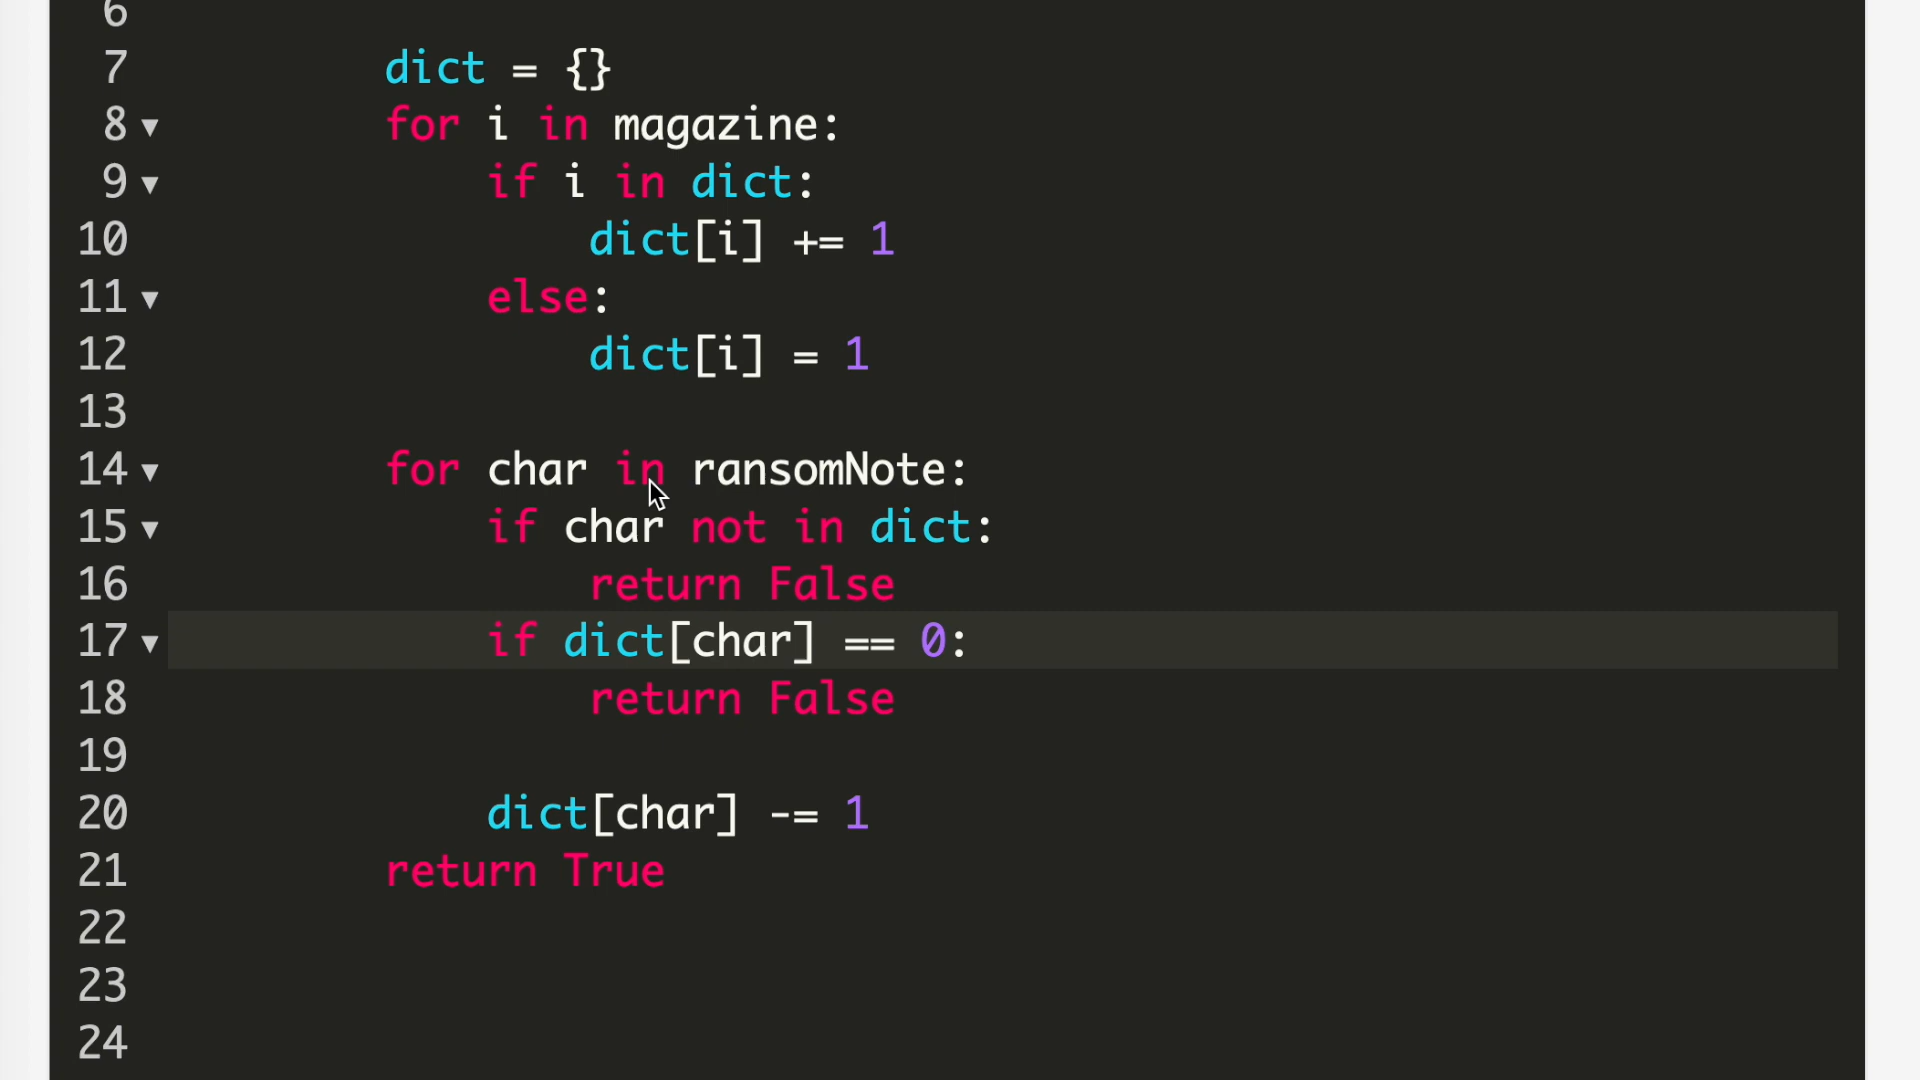 6
7 dict = {}
8 for i in magazine:
9 if i in dict:
10 dict[i] += 1
11 else:
12 dict[i] = 1
13
14 for char in ransomNote:
15 if char not in dict:
16 return False
17 if dict[char] == 0:
18 return False
19
20 dict[char] -= 1
21 return True
22
23
24